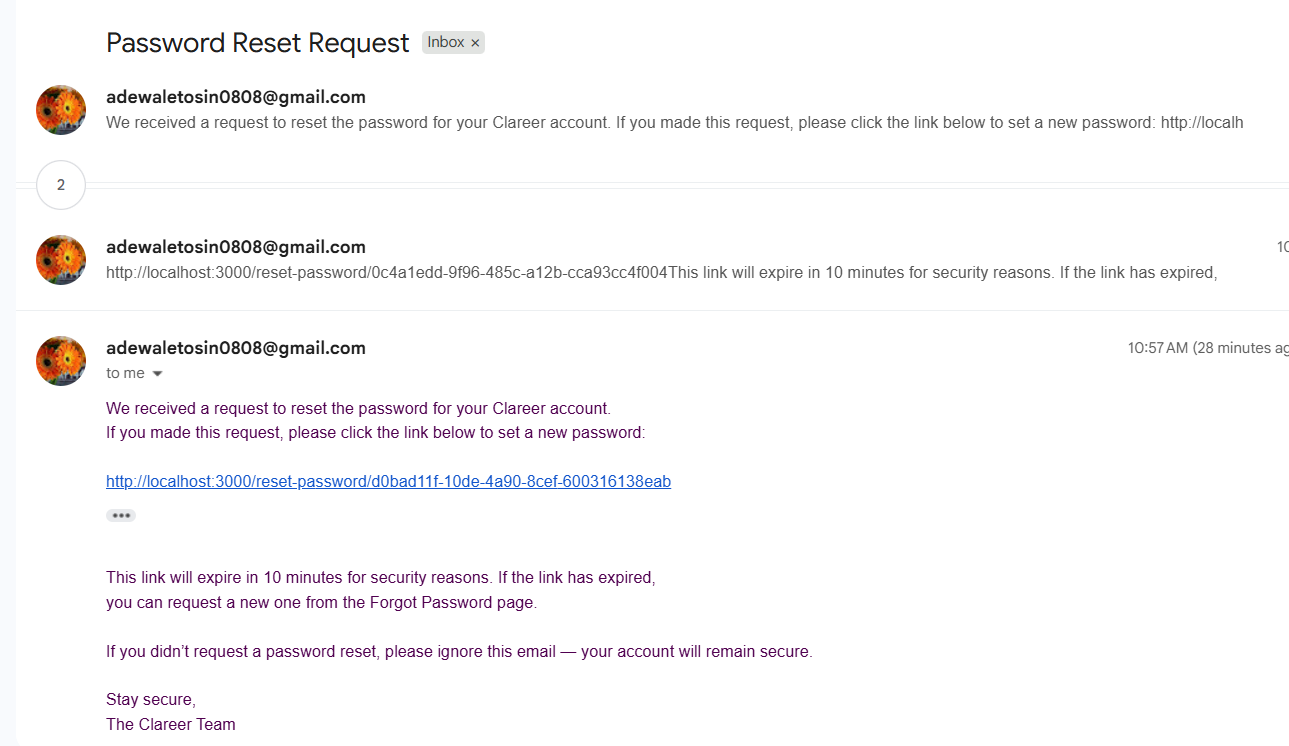 Password Reset Request Inbox ×
adewaletosin0808@gmail.com
We received a request to reset the password for your Clareer account. If you made this request, please click the link below to set a new password: http://localh
2
adewaletosin0808@gmail.com 10
http://localhost:3000/reset-password/0c4a1edd-9f96-485c-a12b-cca93cc4f004This link will expire in 10 minutes for security reasons. If the link has expired,
adewaletosin0808@gmail.com 10:57 AM (28 minutes ag
to me
We received a request to reset the password for your Clareer account.
If you made this request, please click the link below to set a new password:
http://localhost:3000/reset-password/d0bad11f-10de-4a90-8cef-600316138eab
•••
This link will expire in 10 minutes for security reasons. If the link has expired,
you can request a new one from the Forgot Password page.
If you didn’t request a password reset, please ignore this email — your account will remain secure.
Stay secure,
The Clareer Team